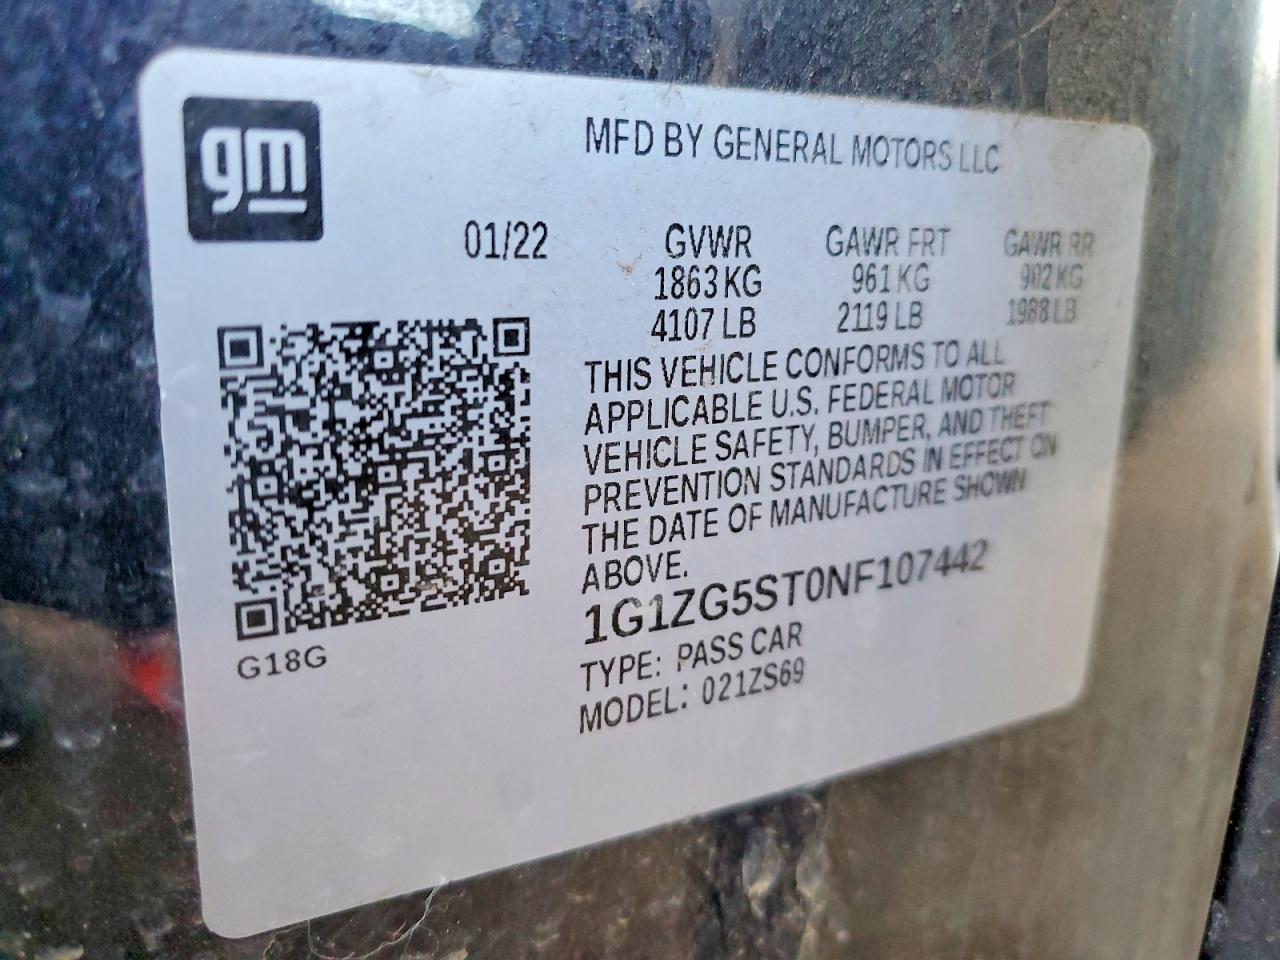 gm
MFD BY GENERAL MOTORS LLC
01/22 GVWR GAWR FRT GAWR RR
1863 KG 961 KG 902 KG
4107 LB 2119 LB 1988 LB
THIS VEHICLE CONFORMS TO ALL
APPLICABLE U.S. FEDERAL MOTOR
VEHICLE SAFETY, BUMPER, AND THEFT
PREVENTION STANDARDS IN EFFECT ON
THE DATE OF MANUFACTURE SHOWN
ABOVE.
1G1ZG5ST0NF107442
TYPE: PASS CAR
MODEL: 021ZS69
G18G